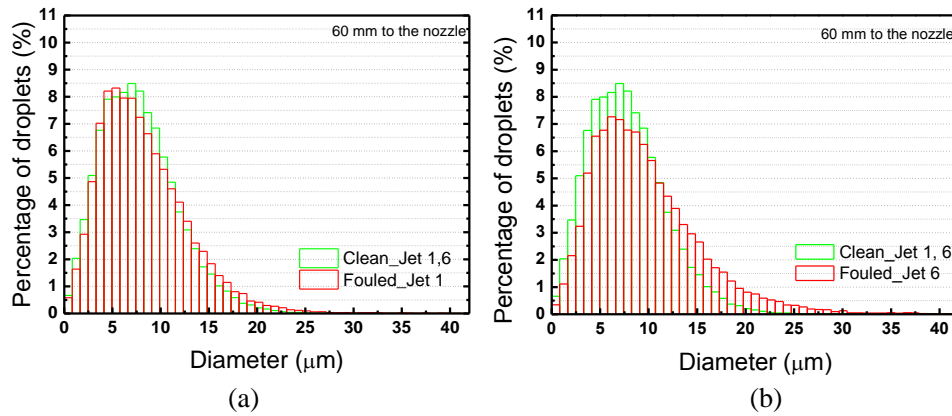 11
10
9
8
7
6
5
4
3
2
1
0
Percentage of droplets (%)
60 mm to the nozzle
Clean_Jet 1,6
Fouled_Jet 1
0 5 10 15 20 25 30 35 40
Diameter (μm)
(a)
11
10
9
8
7
6
5
4
3
2
1
0
Percentage of droplets (%)
60 mm to the nozzle
Clean_Jet 1, 6
Fouled_Jet 6
0 5 10 15 20 25 30 35 40
Diameter (μm)
(b)